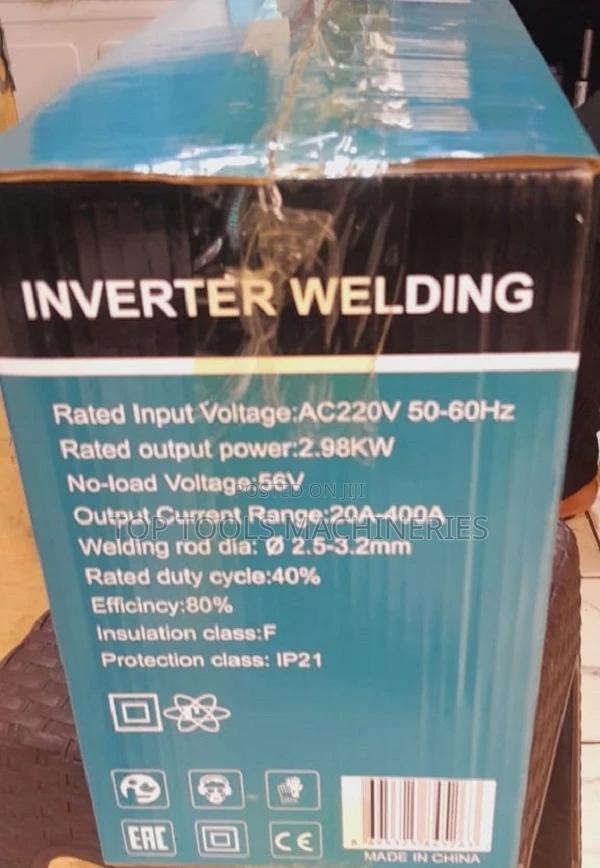 INVERTER WELDING
Rated Input Voltage:AC220V 50-60Hz
Rated output power:2.98KW
No-load Voltage:56V
POSTED ON JIJI
Output Current Range:20A-400A
TOP TOOLS MACHINERIES
Welding rod dia: Ø 2.5-3.2mm
Rated duty cycle:40%
Efficincy:80%
Insulation class:F
Protection class: IP21
EAC
CE
MADE IN CHINA